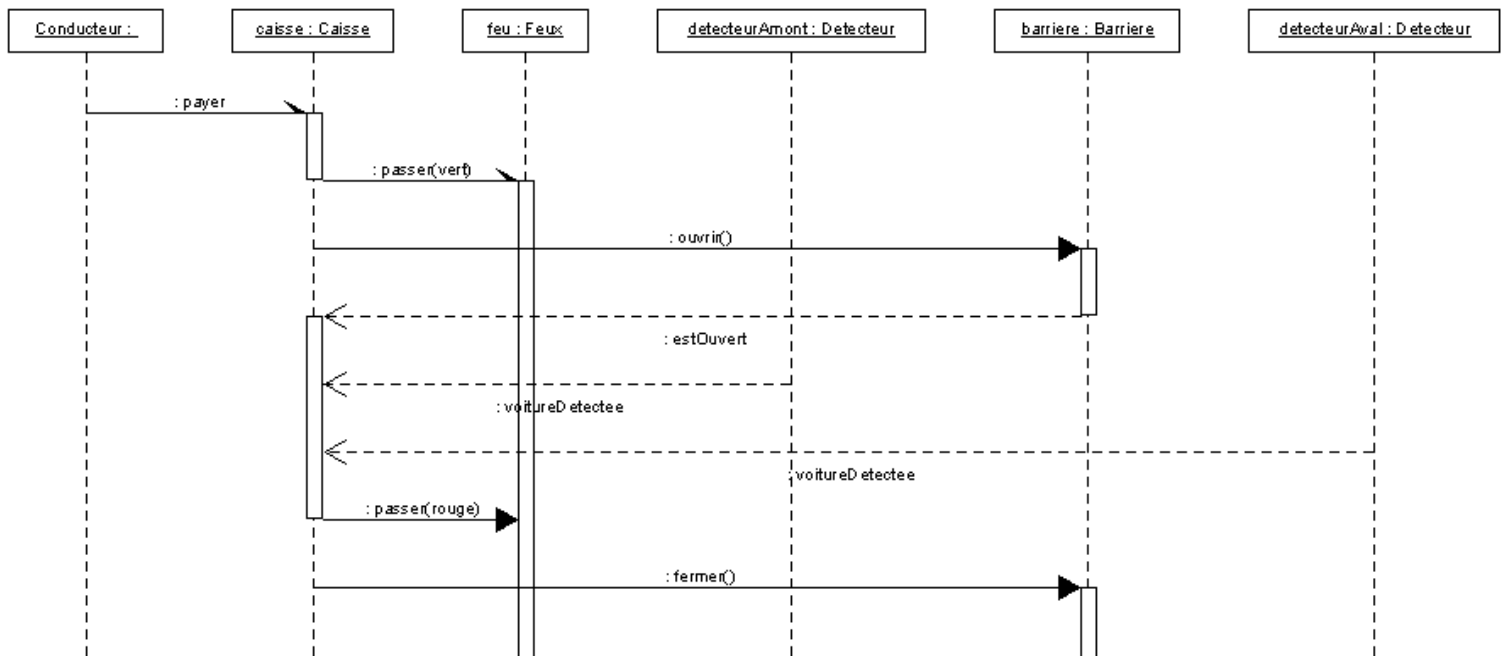 Conducteur :
caisse : Caisse
feu : Feux
detecteurAmont : Detecteur
barriere : Barriere
detecteurAval : Detecteur
: payer
: passer(vert)
: ouvrir()
: estOuvert
: voitureDetectee
: voitureDetectee
: passer(rouge)
: fermer()